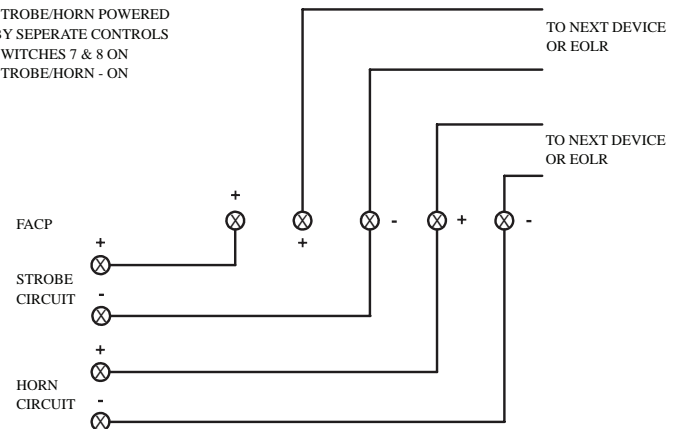 TROBE/HORN POWERED
BY SEPERATE CONTROLS
WITCHES 7 & 8 ON
TROBE/HORN - ON
TO NEXT DEVICE
OR EOLR
TO NEXT DEVICE
OR EOLR
+
FACP
- + -
+
+
STROBE
CIRCUIT
-
+
HORN
CIRCUIT
-